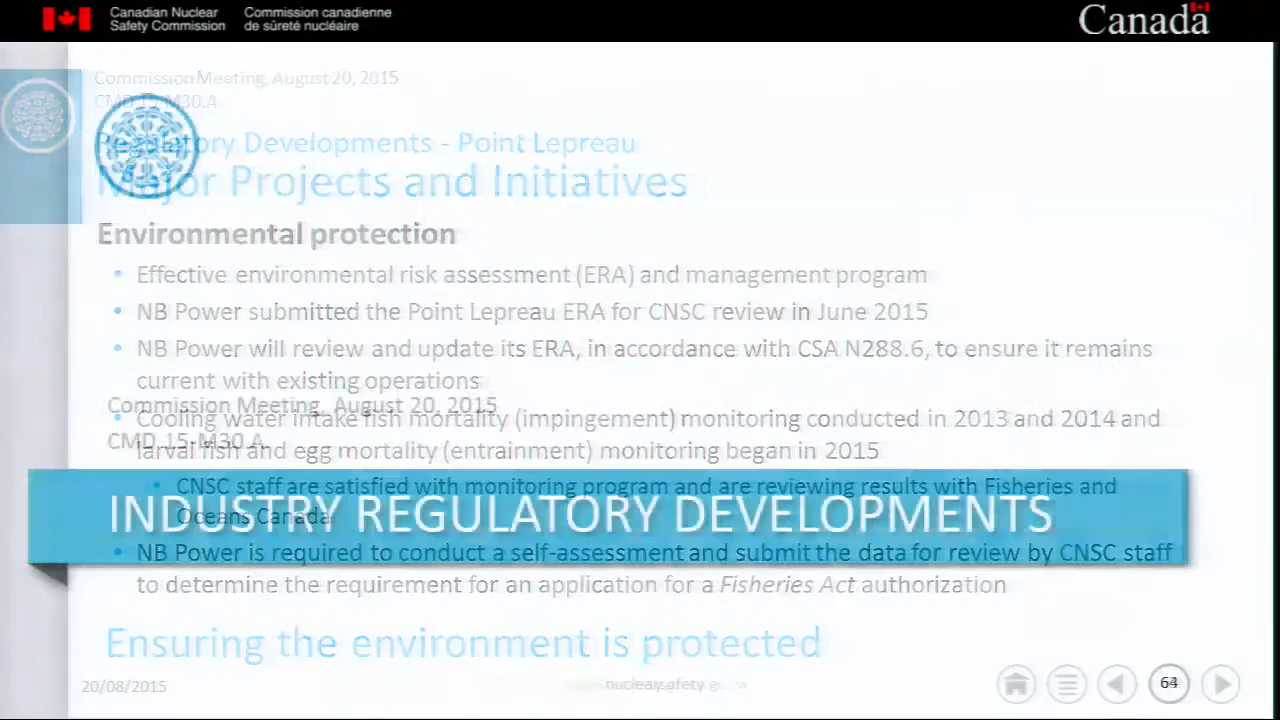 Canadian Nuclear
Safety Commission
Commission canadienne
de sûreté nucléaire
Canada
Commission Meeting, August 20, 2015
CMD 15-M30.A
Regulatory Developments - Point Lepreau
Major Projects and Initiatives
Environmental protection
• Effective environmental risk assessment (ERA) and management program
• NB Power submitted the Point Lepreau ERA for CNSC review in June 2015
• NB Power will review and update its ERA, in accordance with CSA N288.6, to ensure it remains
current with existing operations
Commission Meeting, August 20, 2015
• Cooling water intake fish mortality (impingement) monitoring conducted in 2013 and 2014 and
CMD 15-M30.A
larval fish and egg mortality (entrainment) monitoring began in 2015
• CNSC staff are satisfied with monitoring program and are reviewing results with Fisheries and
Oceans Canada
INDUSTRY REGULATORY DEVELOPMENTS
• NB Power is required to conduct a self-assessment and submit the data for review by CNSC staff
to determine the requirement for an application for a Fisheries Act authorization
Ensuring the environment is protected
20/08/2015